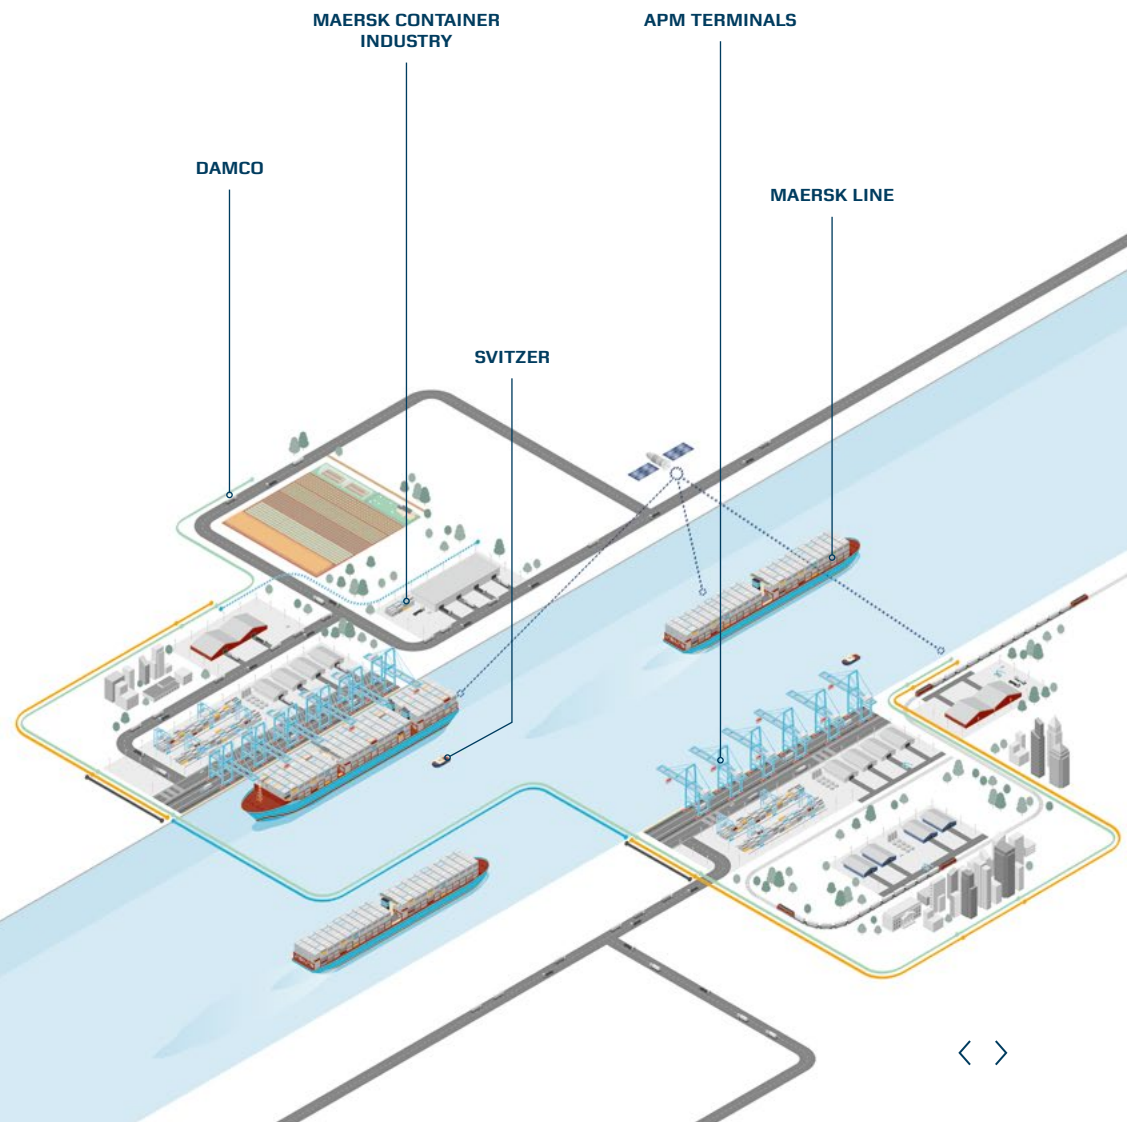 MAERSK CONTAINER
INDUSTRY
APM TERMINALS
DAMCO
MAERSK LINE
SVITZER